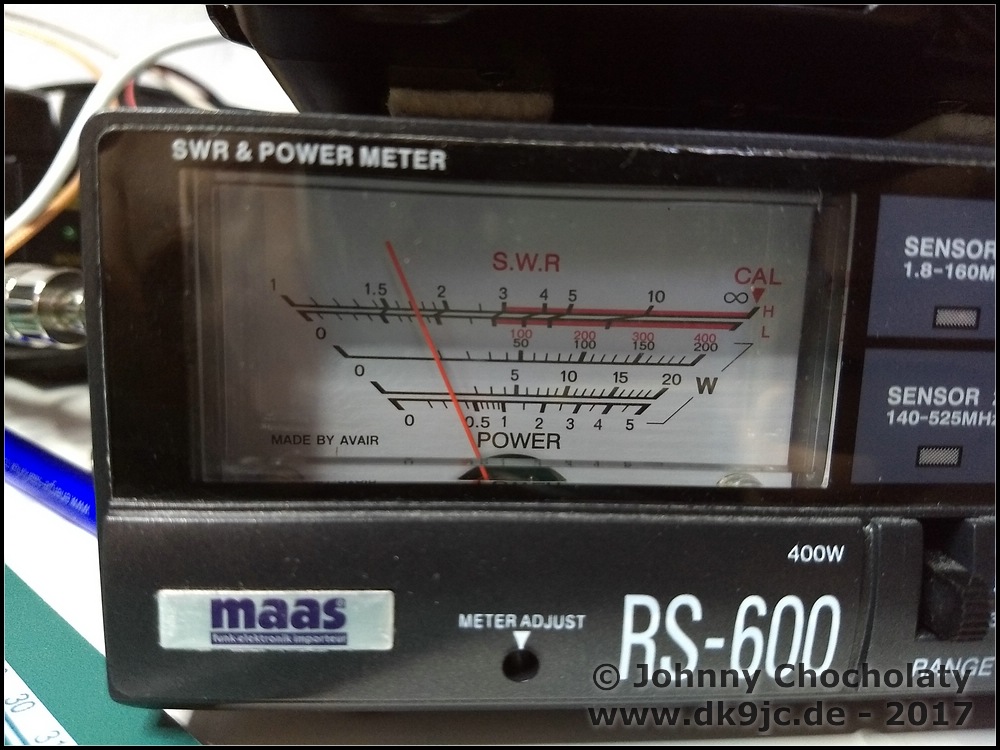 SWR & POWER METER
S.W.R
CAL
1 1.5 2 3 4 5 10 ∞
H
L
0 100 200 300 400
50 100 150 200
0 5 10 15 20
W
0 0.5 1 2 3 4 5
MADE BY AVAIR
POWER
SENSOR
1.8-160M
SENSOR
140-525MHz
400W
maas
funk-elektronik importeur
METER ADJUST
RS-600
RANGE
30
31
© Johnny Chocholaty
www.dk9jc.de - 2017